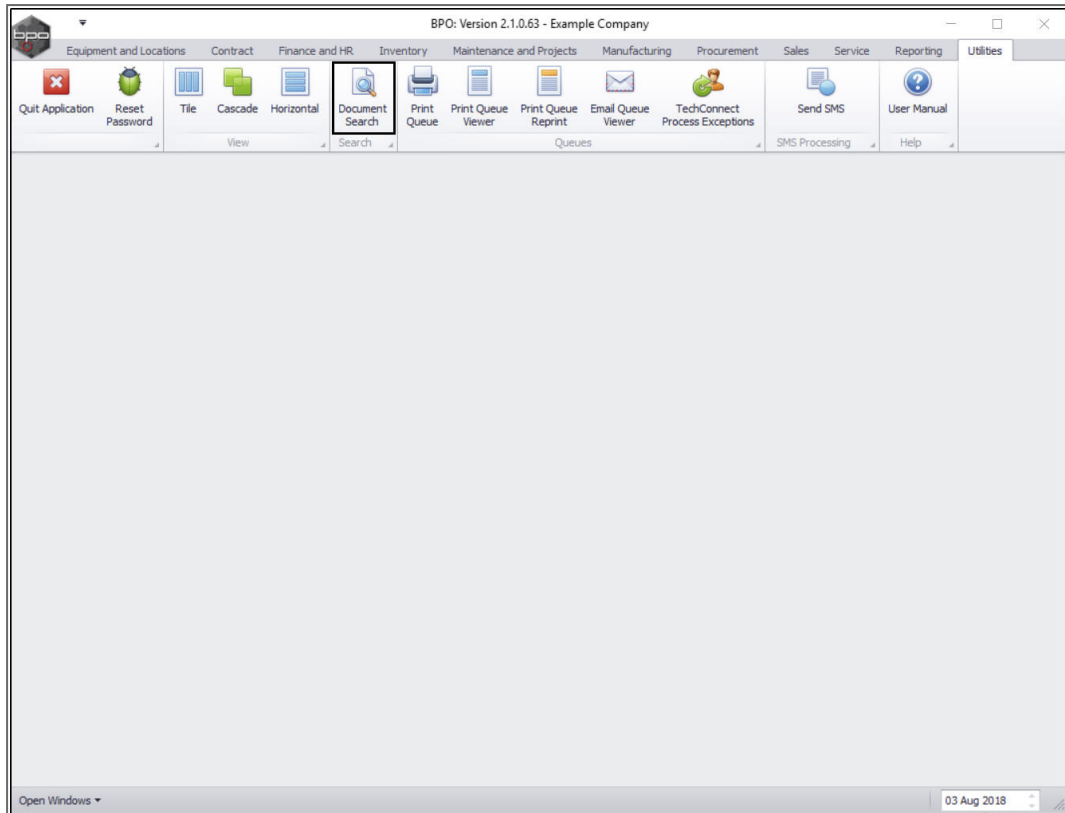 BPO: Version 2.1.0.63 - Example Company
bpo
Equipment and Locations Contract Finance and HR Inventory Maintenance and Projects Manufacturing Procurement Sales Service Reporting Utilities
Quit Application Reset Tile Cascade Horizontal Document Print Print Queue Print Queue Email Queue TechConnect Send SMS User Manual
Password Search Queue Viewer Reprint Viewer Process Exceptions
View Search Queues SMS Processing Help
Open Windows 03 Aug 2018